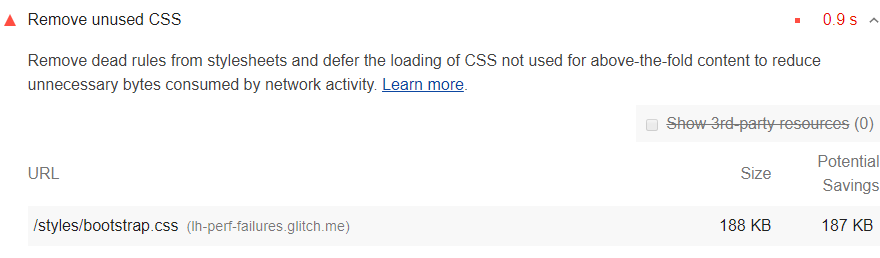 Remove unused CSS 0.9 s
Remove dead rules from stylesheets and defer the loading of CSS not used for above-the-fold content to reduce
unnecessary bytes consumed by network activity. Learn more.
Show 3rd-party resources (0)
URL Size Potential
Savings
/styles/bootstrap.css (lh-perf-failures.glitch.me) 188 KB 187 KB